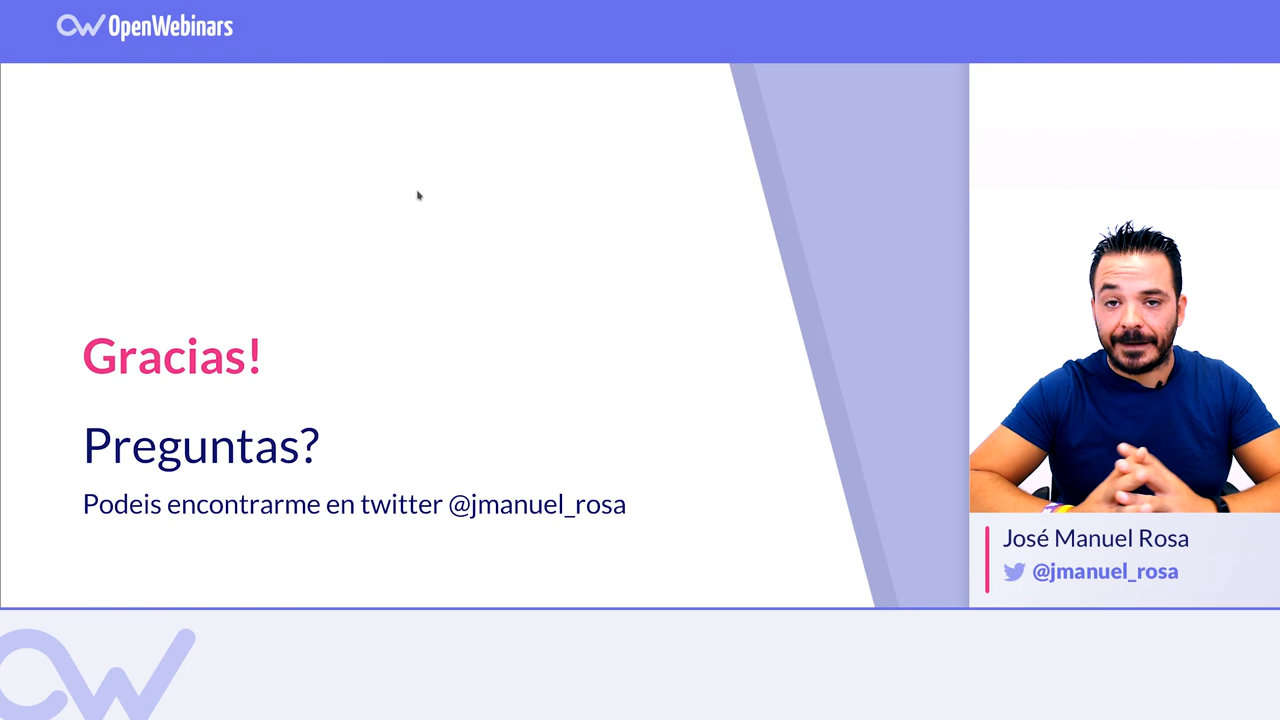 OpenWebinars
Gracias!
Preguntas?
Podeis encontrarme en twitter @jmanuel_rosa
José Manuel Rosa
@jmanuel_rosa